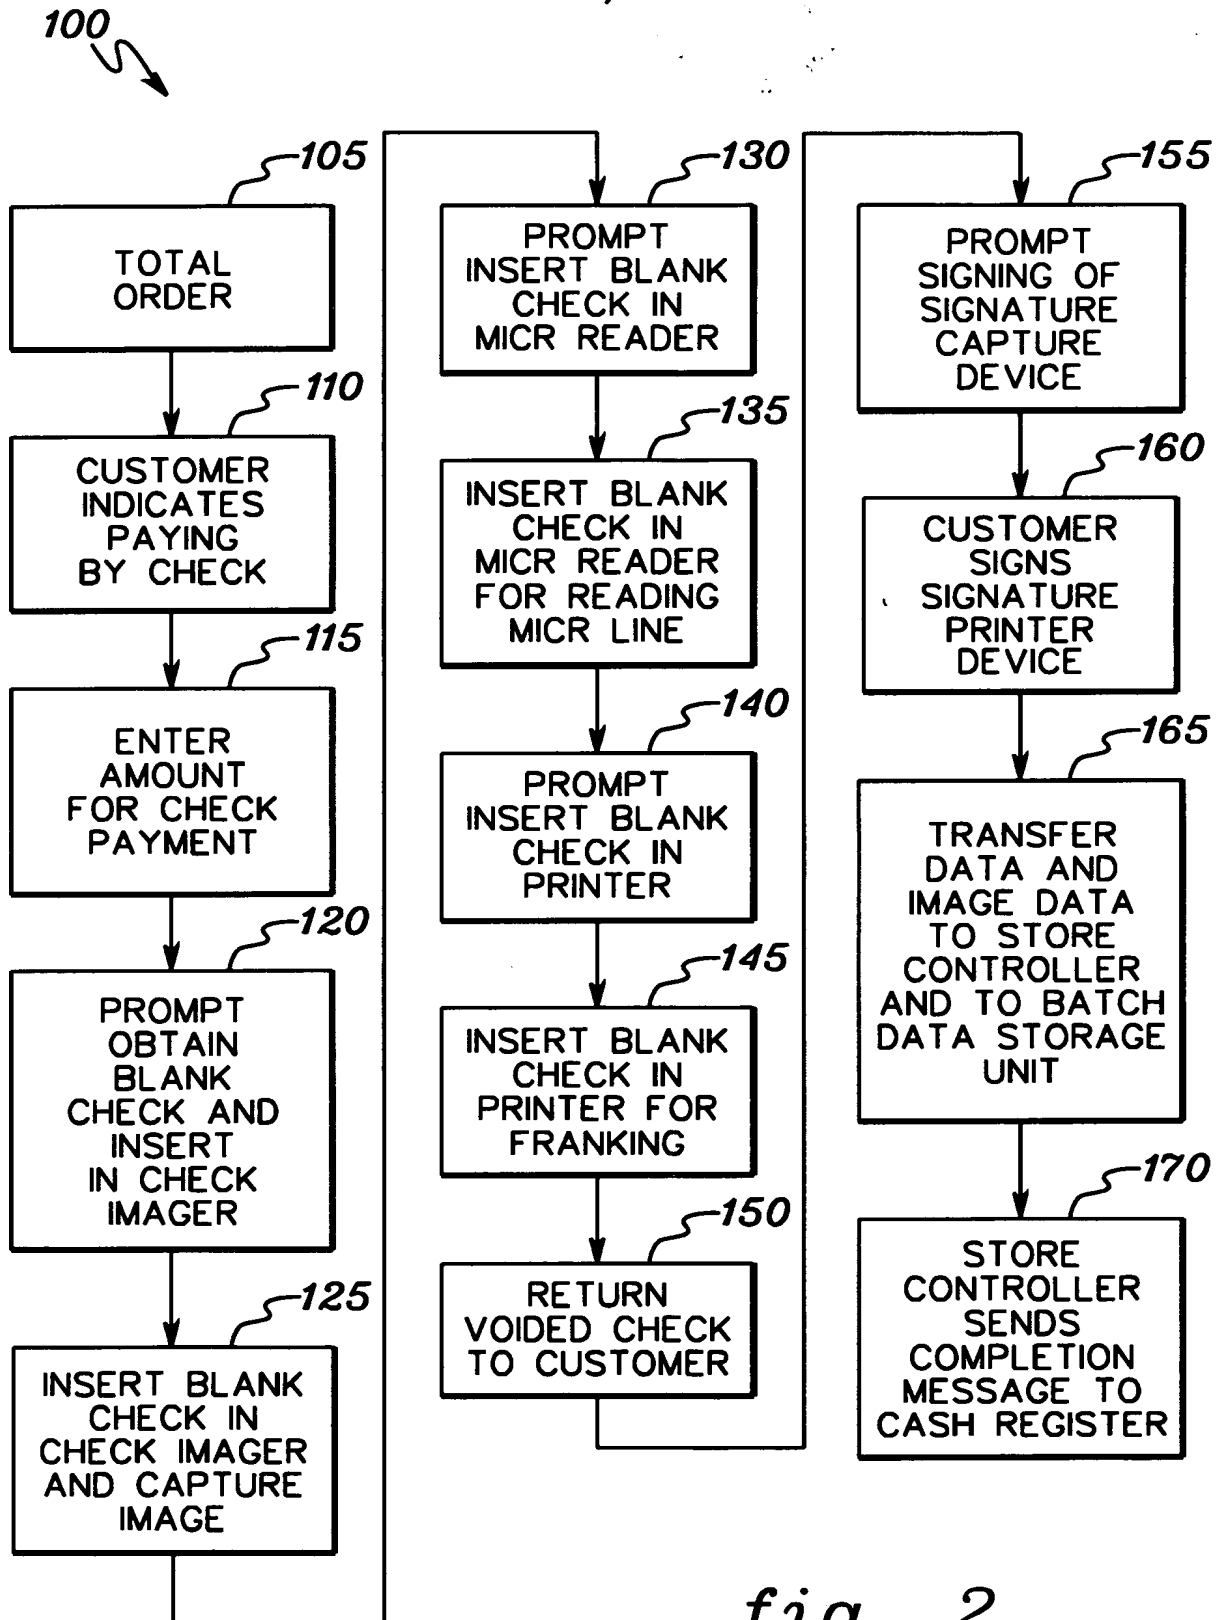 100
105
TOTAL
ORDER
110
CUSTOMER
INDICATES
PAYING
BY CHECK
115
ENTER
AMOUNT
FOR CHECK
PAYMENT
120
PROMPT
OBTAIN
BLANK
CHECK AND
INSERT
IN CHECK
IMAGER
125
INSERT BLANK
CHECK IN
CHECK IMAGER
AND CAPTURE
IMAGE
130
PROMPT
INSERT BLANK
CHECK IN
MICR READER
135
INSERT BLANK
CHECK IN
MICR READER
FOR READING
MICR LINE
140
PROMPT
INSERT BLANK
CHECK IN
PRINTER
145
INSERT BLANK
CHECK IN
PRINTER FOR
FRANKING
150
RETURN
VOIDED CHECK
TO CUSTOMER
155
PROMPT
SIGNING OF
SIGNATURE
CAPTURE
DEVICE
160
CUSTOMER
SIGNS
SIGNATURE
PRINTER
DEVICE
165
TRANSFER
DATA AND
IMAGE DATA
TO STORE
CONTROLLER
AND TO BATCH
DATA STORAGE
UNIT
170
STORE
CONTROLLER
SENDS
COMPLETION
MESSAGE TO
CASH REGISTER
fig. 2